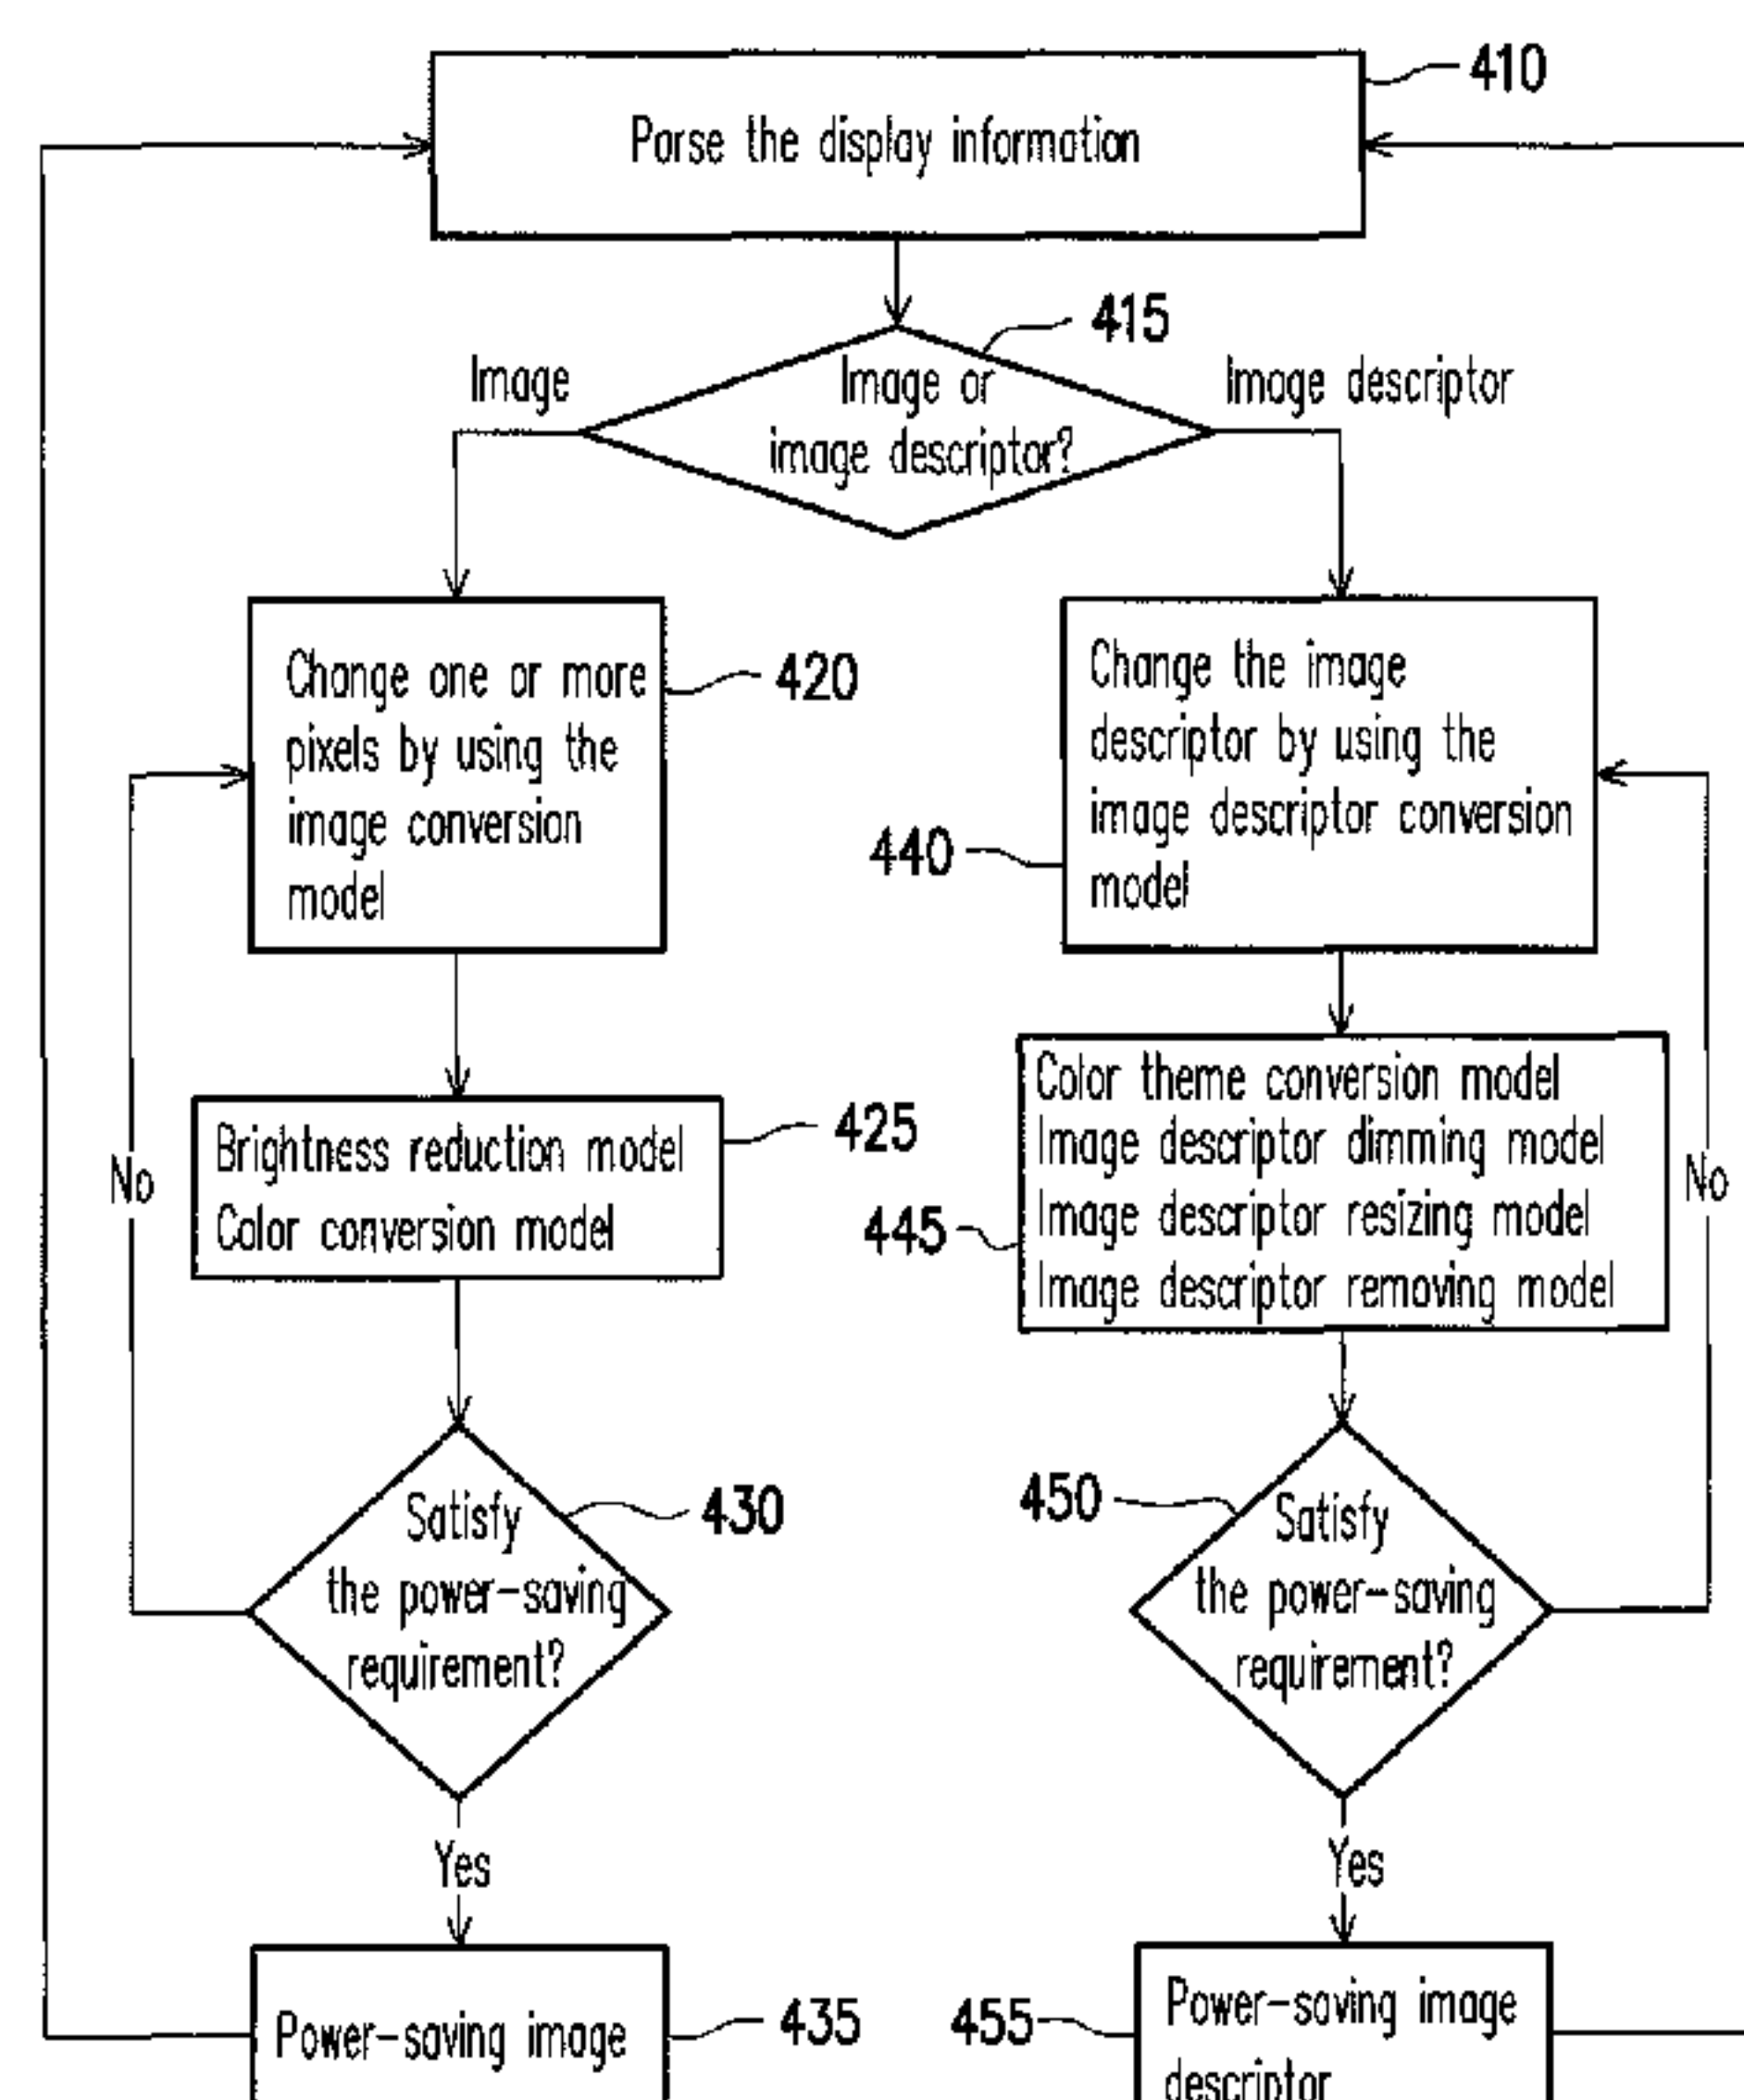 410
Parse the display information
415
Image
Image or
image descriptor?
Image descriptor
Change one or more
pixels by using the
image conversion
model
420
Change the image
descriptor by using the
image descriptor conversion
model
440
Brightness reduction model
Color conversion model
425
No
Color theme conversion model
Image descriptor dimming model
Image descriptor resizing model
Image descriptor removing model
445
No
Satisfy
the power-saving
requirement?
430
450
Satisfy
the power-saving
requirement?
Yes
Yes
Power-saving image
435
455
Power-saving image
descriptor